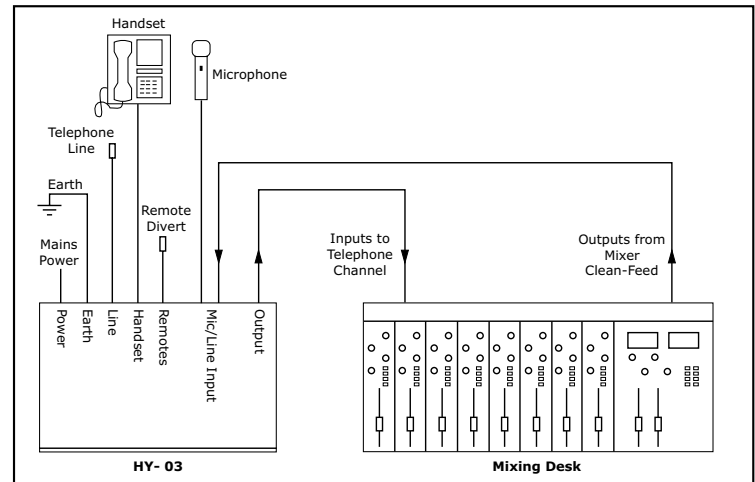 Handset
Microphone
Telephone
Line
Earth
Remote
Divert
Mains
Power
Inputs to
Telephone
Channel
Outputs from
Mixer
Clean-Feed
Power
Earth
Line
Handset
Remotes
Mic/Line Input
Output
HY- 03
Mixing Desk